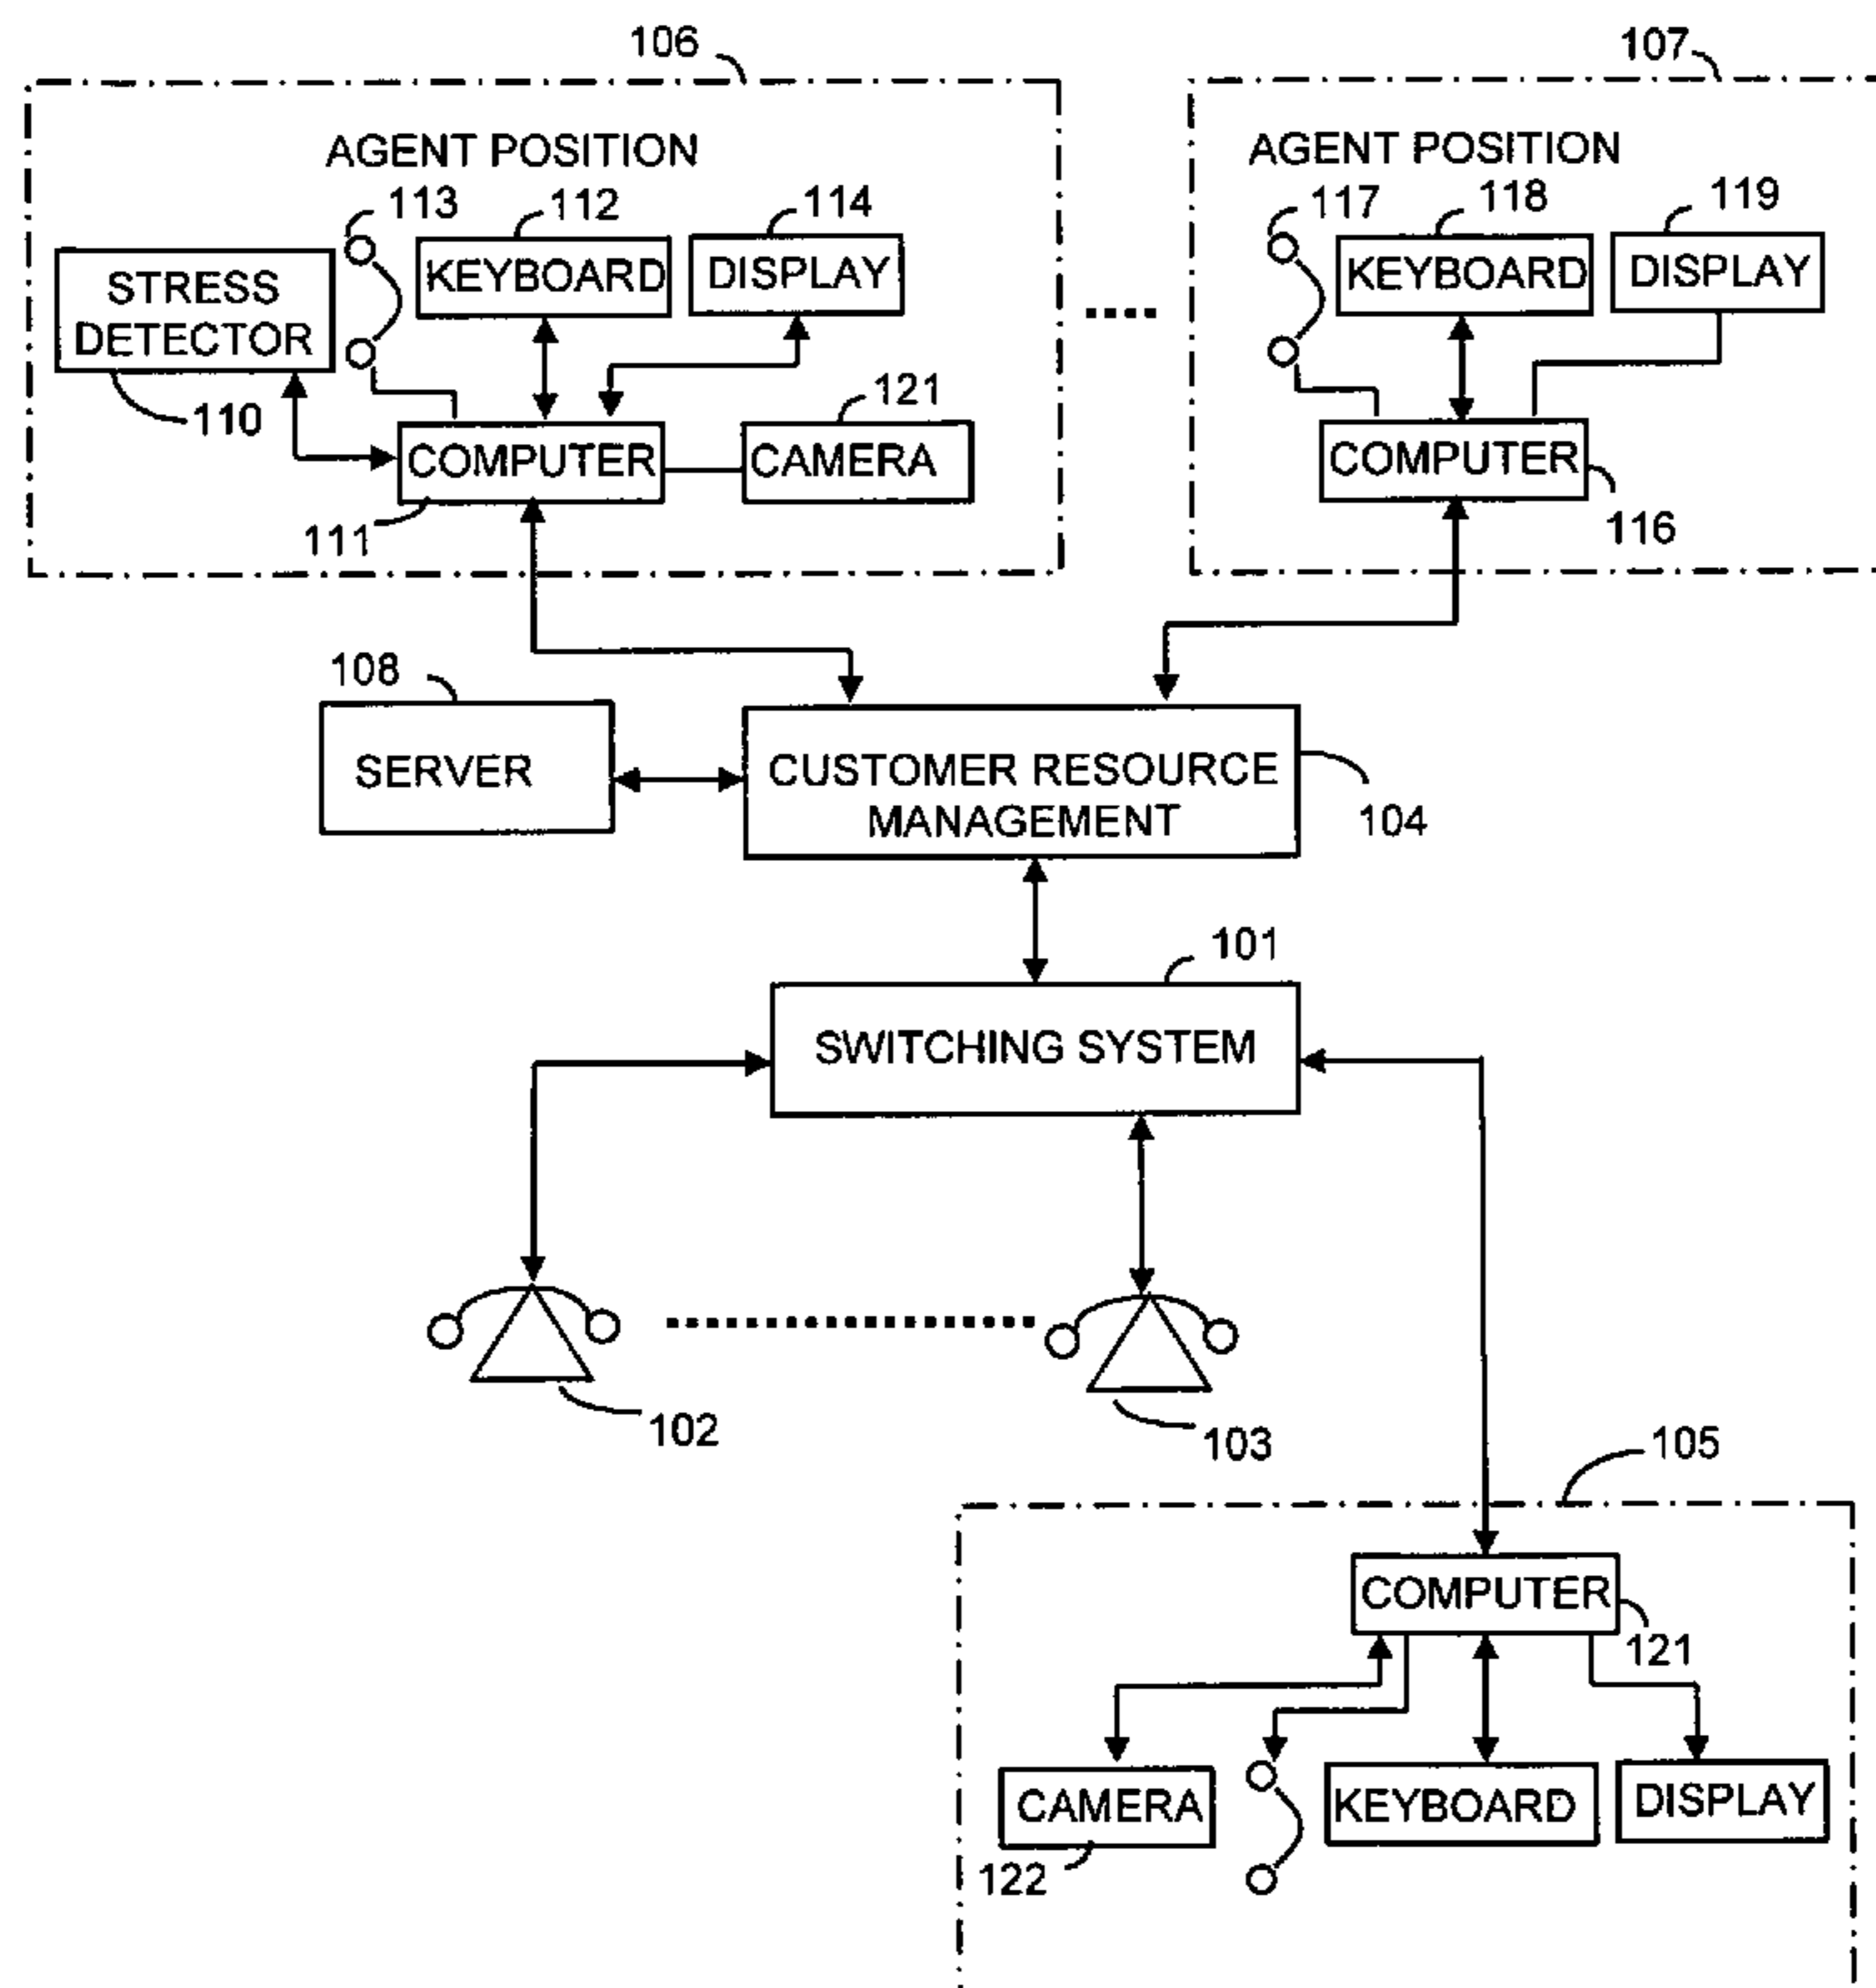 106
107
AGENT POSITION
AGENT POSITION
113
112
114
117
118
119
STRESS
DETECTOR
KEYBOARD
DISPLAY
KEYBOARD
DISPLAY
110
121
COMPUTER
CAMERA
COMPUTER
111
116
108
SERVER
CUSTOMER RESOURCE
MANAGEMENT
104
101
SWITCHING SYSTEM
102
103
105
COMPUTER
121
CAMERA
KEYBOARD
DISPLAY
122